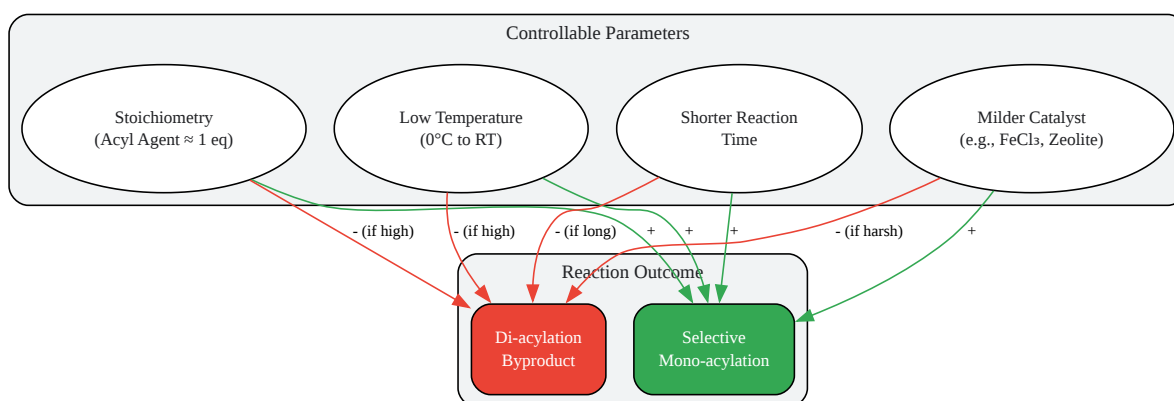 Controllable Parameters
Stoichiometry
(Acyl Agent ≈ 1 eq)
Low Temperature
(0°C to RT)
Shorter Reaction
Time
Milder Catalyst
(e.g., FeCl₃, Zeolite)
- (if high)
- (if high)
- (if long)
+
+
+
- (if harsh)
+
Reaction Outcome
Di-acylation
Byproduct
Selective
Mono-acylation